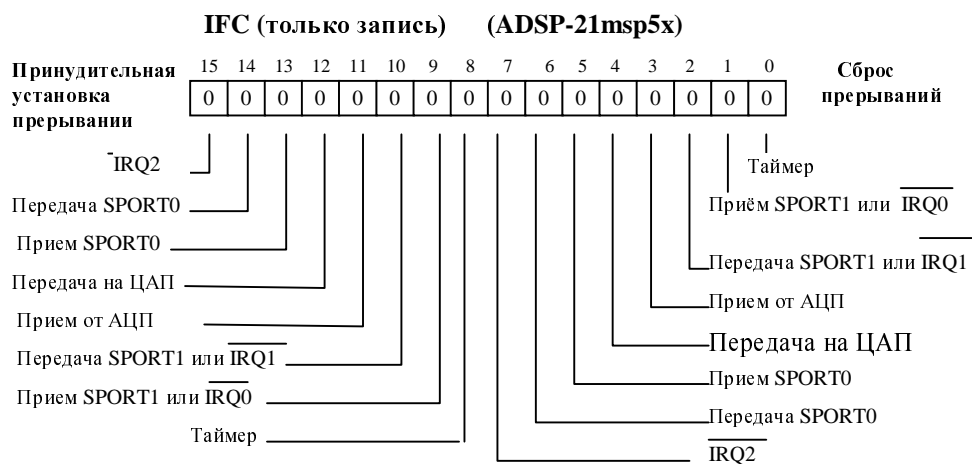 IFC (только запись) (ADSP-21msp5x)
Принудительная установка прерывании
15 14 13 12 11 10 9 8 7 6 5 4 3 2 1 0
0 0 0 0 0 0 0 0 0 0 0 0 0 0 0 0
Сброс прерываний
IRQ2
Передача SPORT0
Прием SPORT0
Передача на ЦАП
Прием от АЦП
Передача SPORT1 или IRQ1
Прием SPORT1 или IRQ0
Таймер
Таймер
Приём SPORT1 или IRQ0
Передача SPORT1 или IRQ1
Прием от АЦП
Передача на ЦАП
Прием SPORT0
Передача SPORT0
IRQ2